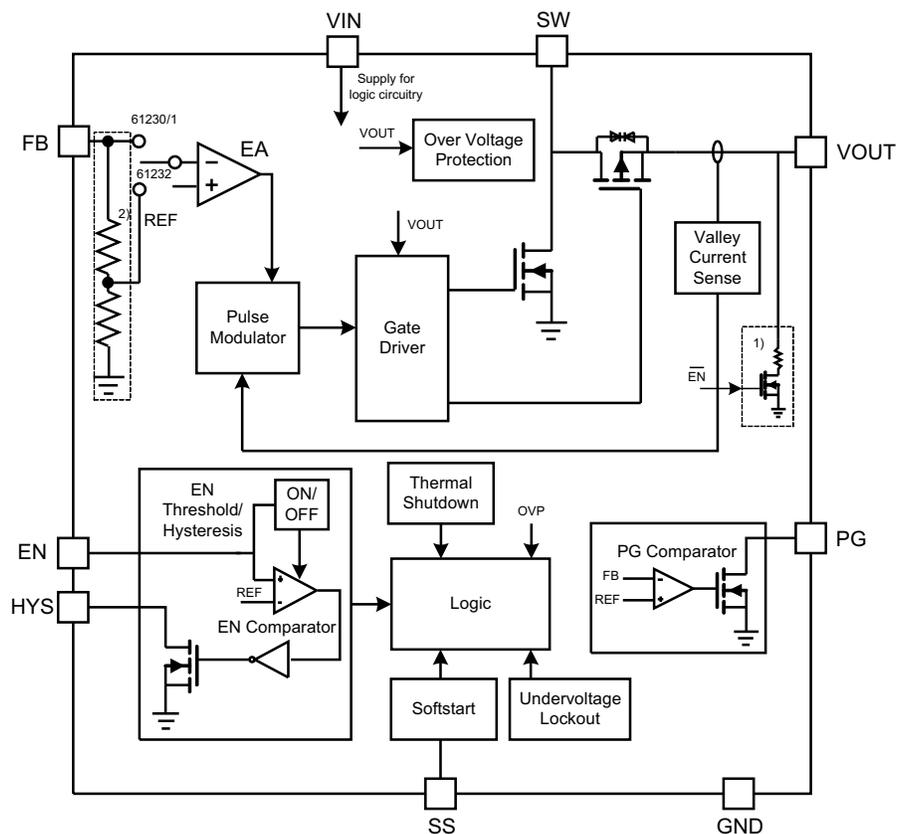 VIN
SW
Supply for
logic circuitry
FB
61230/1
EA
VOUT
Over Voltage
Protection
VOUT
61232
−
+
2)
REF
VOUT
Valley
Current
Sense
Pulse
Modulator
Gate
Driver
1)
EN
EN
Threshold/
Hysteresis
ON/
OFF
Thermal
Shutdown
OVP
EN
PG Comparator
PG
+
-
REF
FB
REF
-
+
HYS
Logic
EN Comparator
Softstart
Undervoltage
Lockout
SS
GND